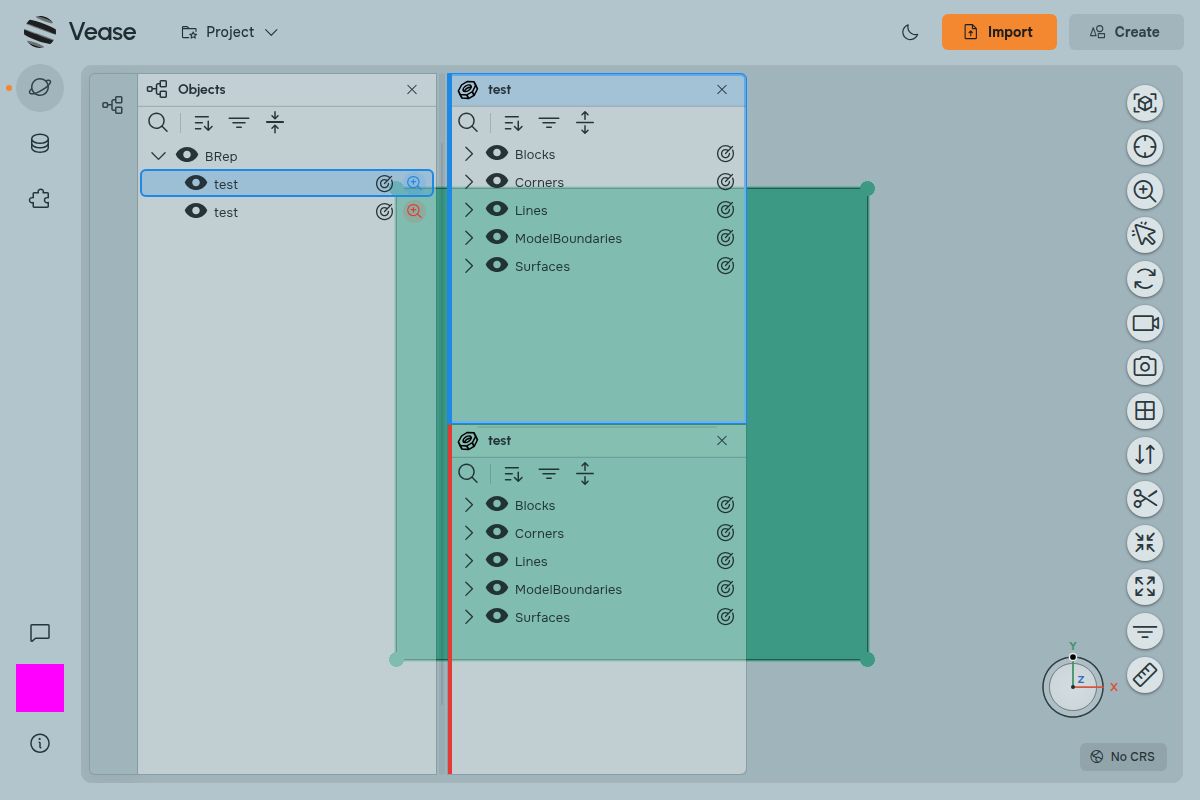 Vease
Project
Import
Create
Objects
BRep
test
test
test
Blocks
Corners
Lines
ModelBoundaries
Surfaces
test
Blocks
Corners
Lines
ModelBoundaries
Surfaces
Y
Z
X
No CRS